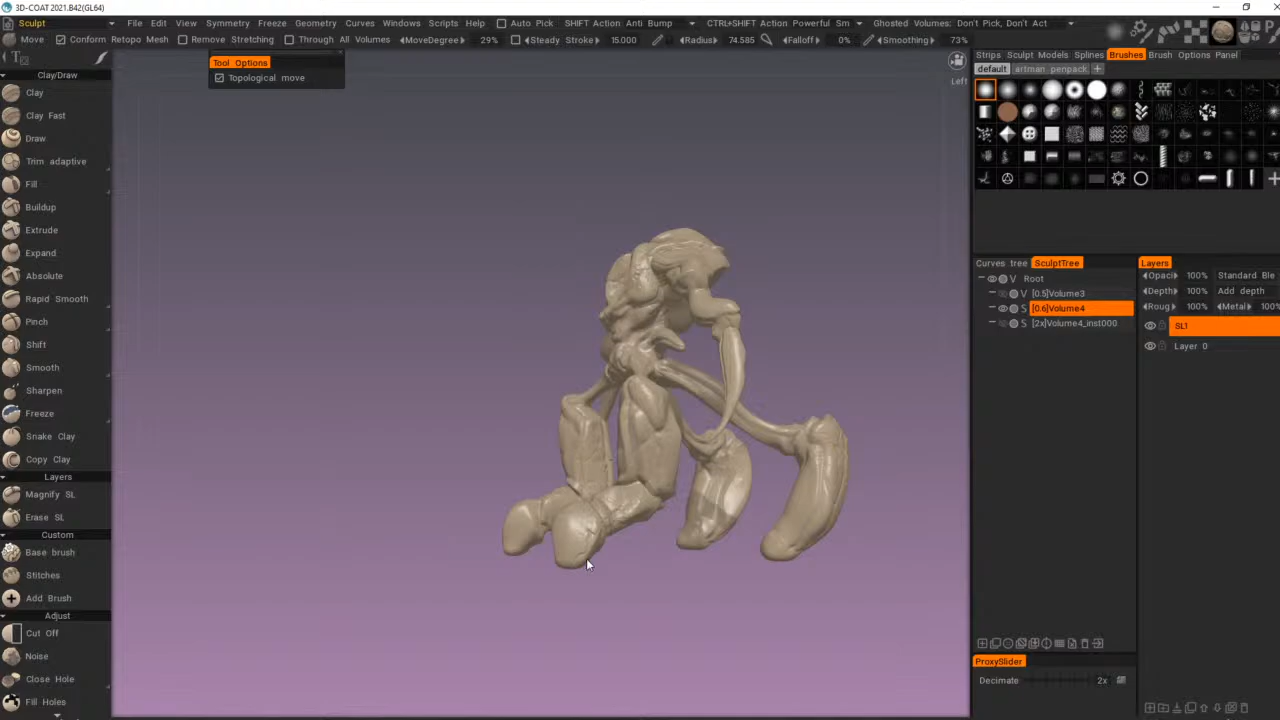 3D-COAT 2021.B42(GL64)
Sculpt File Edit View Symmetry Freeze Geometry Curves Windows Scripts Help Auto Pick SHIFT Action Anti Bump CTRL+SHIFT Action Powerful Sm Ghosted Volumes: Don't Pick, Don't Act
Move Conform Retopo Mesh Remove Stretching Through All Volumes MoveDegree 29% Steady Stroke 15.000 Radius 74.585 Falloff 0% Smoothing 73%
Tool Options
Topological move
Left
Clay/Draw
Clay
Clay Fast
Draw
Trim adaptive
Fill
Buildup
Extrude
Expand
Absolute
Rapid Smooth
Pinch
Shift
Smooth
Sharpen
Freeze
Snake Clay
Copy Clay
Layers
Magnify SL
Erase SL
Custom
Base brush
Stitches
Add Brush
Adjust
Cut Off
Noise
Close Hole
Fill Holes
Strips Sculpt Models Splines Brushes Brush Options Panel
default artman penpack +
Curves tree SculptTree
V Root
V [0.5]Volume3
S [0.6]Volume4
S [2x]Volume4_inst000
Layers
Opaci 100% Standard Ble
Depth 100% Add depth
Roug 100% Metal 100%
SL1
Layer 0
ProxySlider
Decimate 2x